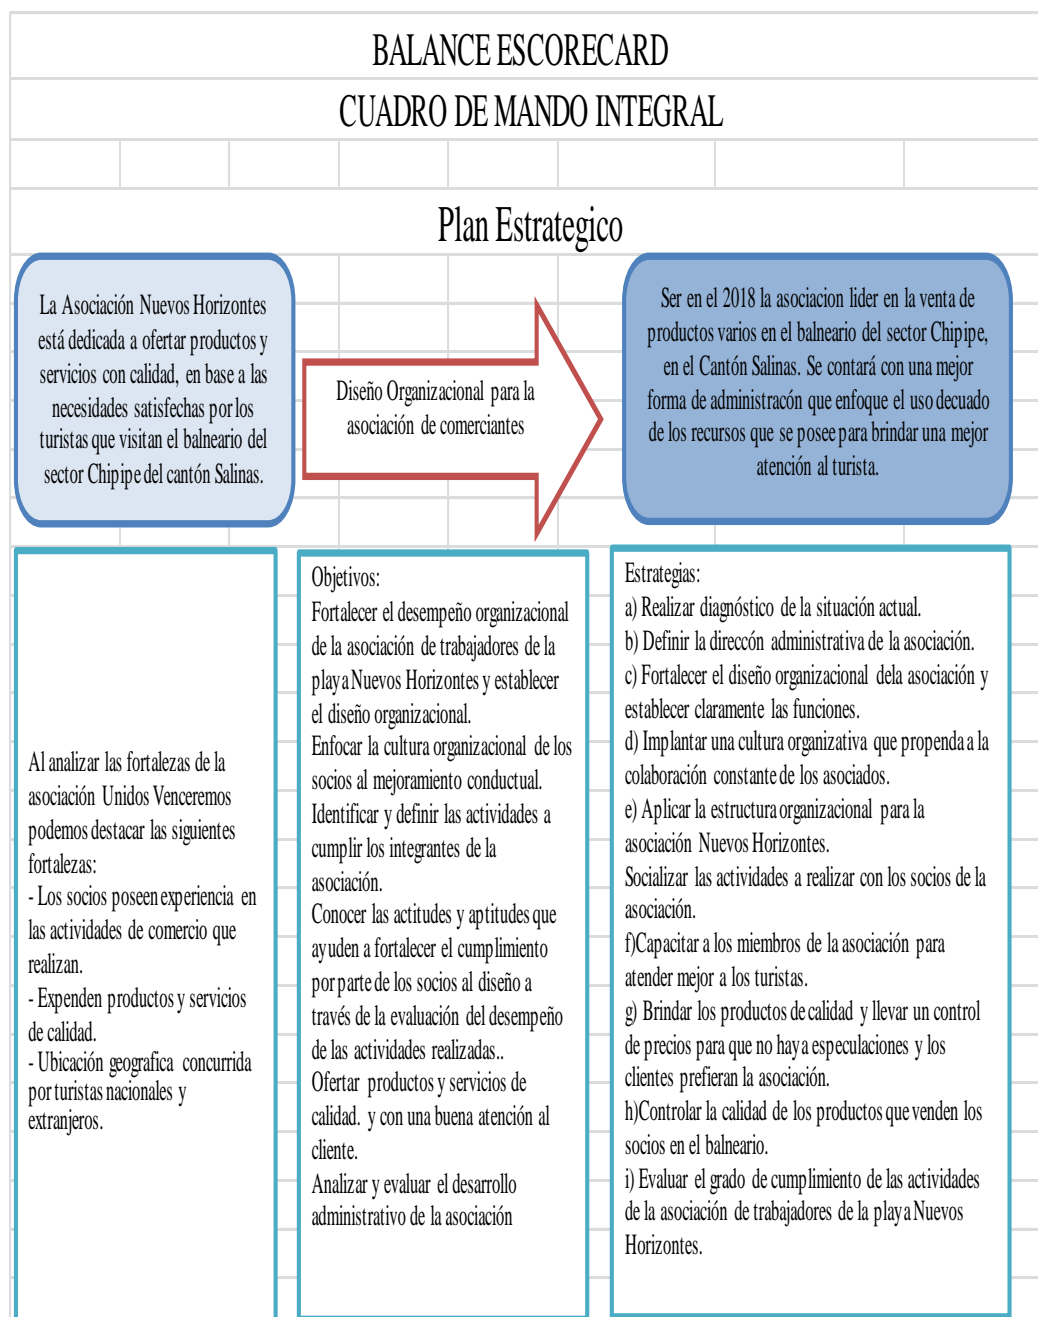 BALANCE ESCORECARD
CUADRO DE MANDO INTEGRAL
Plan Estrategico
La Asociación Nuevos Horizontes
está dedicada a ofertar productos y
servicios con calidad, en base a las
necesidades satisfechas por los
turistas que visitan el balneario del
sector Chipipe del cantón Salinas.
Diseño Organizacional para la
asociación de comerciantes
Ser en el 2018 la asociacion lider en la venta de
productos varios en el balneario del sector Chipipe,
en el Cantón Salinas. Se contará con una mejor
forma de administracón que enfoque el uso decuado
de los recursos que se posee para brindar una mejor
atención al turista.
Al analizar las fortalezas de la
asociación Unidos Venceremos
podemos destacar las siguientes
fortalezas:
- Los socios poseen experiencia en
las actividades de comercio que
realizan.
- Expenden productos y servicios
de calidad.
- Ubicación geografica concurrida
por turistas nacionales y
extranjeros.
Objetivos:
Fortalecer el desempeño organizacional
de la asociación de trabajadores de la
playa Nuevos Horizontes y establecer
el diseño organizacional.
Enfocar la cultura organizacional de los
socios al mejoramiento conductual.
Identificar y definir las actividades a
cumplir los integrantes de la
asociación.
Conocer las actitudes y aptitudes que
ayuden a fortalecer el cumplimiento
por parte de los socios al diseño a
través de la evaluación del desempeño
de las actividades realizadas..
Ofertar productos y servicios de
calidad. y con una buena atención al
cliente.
Analizar y evaluar el desarrollo
administrativo de la asociación
Estrategias:
a) Realizar diagnóstico de la situación actual.
b) Definir la direccón administrativa de la asociación.
c) Fortalecer el diseño organizacional dela asociación y
establecer claramente las funciones.
d) Implantar una cultura organizativa que propenda a la
colaboración constante de los asociados.
e) Aplicar la estructura organizacional para la
asociación Nuevos Horizontes.
Socializar las actividades a realizar con los socios de la
asociación.
f)Capacitar a los miembros de la asociación para
atender mejor a los turistas.
g) Brindar los productos de calidad y llevar un control
de precios para que no haya especulaciones y los
clientes prefieran la asociación.
h)Controlar la calidad de los productos que venden los
socios en el balneario.
i) Evaluar el grado de cumplimiento de las actividades
de la asociación de trabajadores de la playa Nuevos
Horizontes.